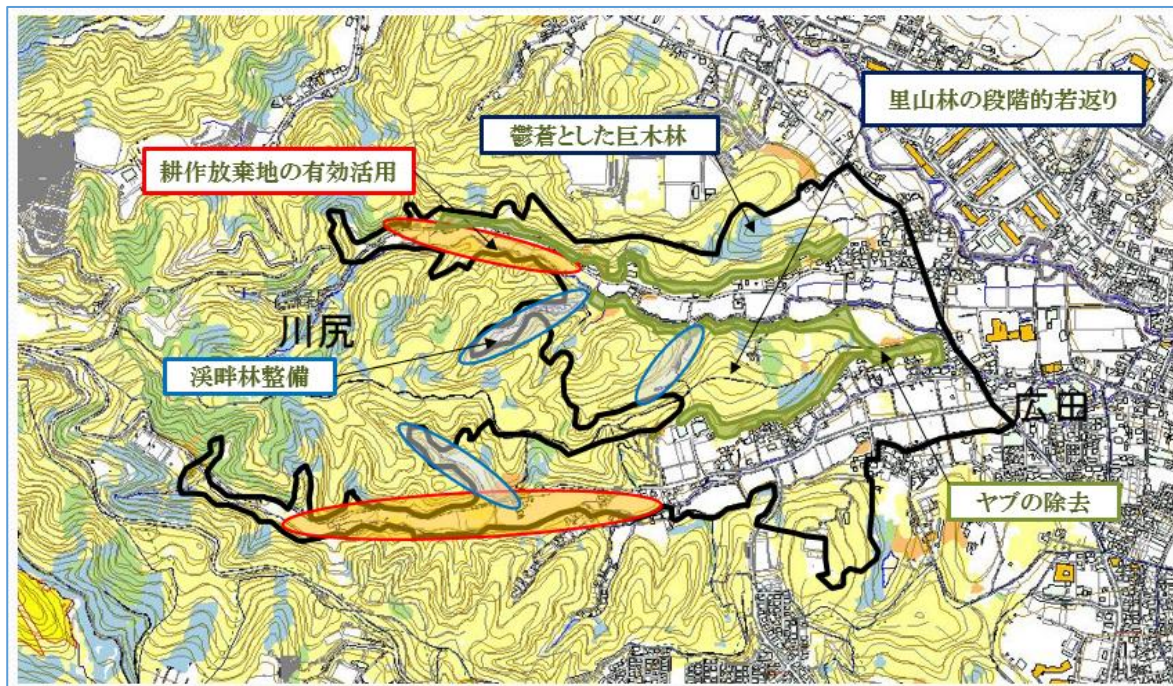 里山林の段階的若返り
鬱蒼とした巨木林
耕作放棄地の有効活用
川尻
渓畔林整備
広田
ヤブの除去